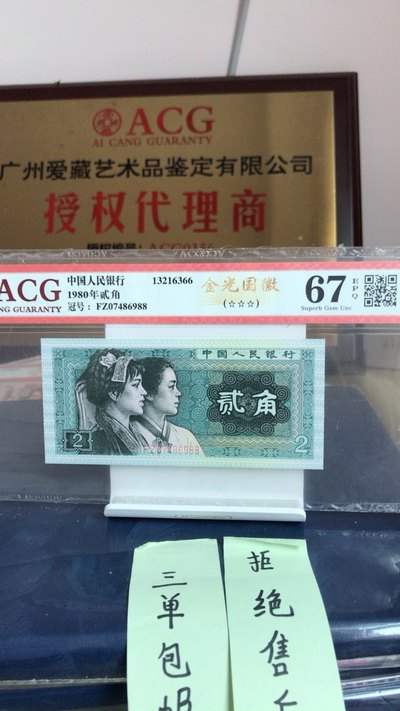 ACG
AI CANG GUARANTY
广州爱藏艺术品鉴定有限公司
授权代理商
ACG
CANG GUARANTY
中国人民银行
1980年贰角
冠号：FZ07486988
13216366
金光国徽
(☆☆☆)
67
EPQ
Superb Gem Unc
中国人民银行
贰角
2
2
FZ07486988
三单包
拒绝售